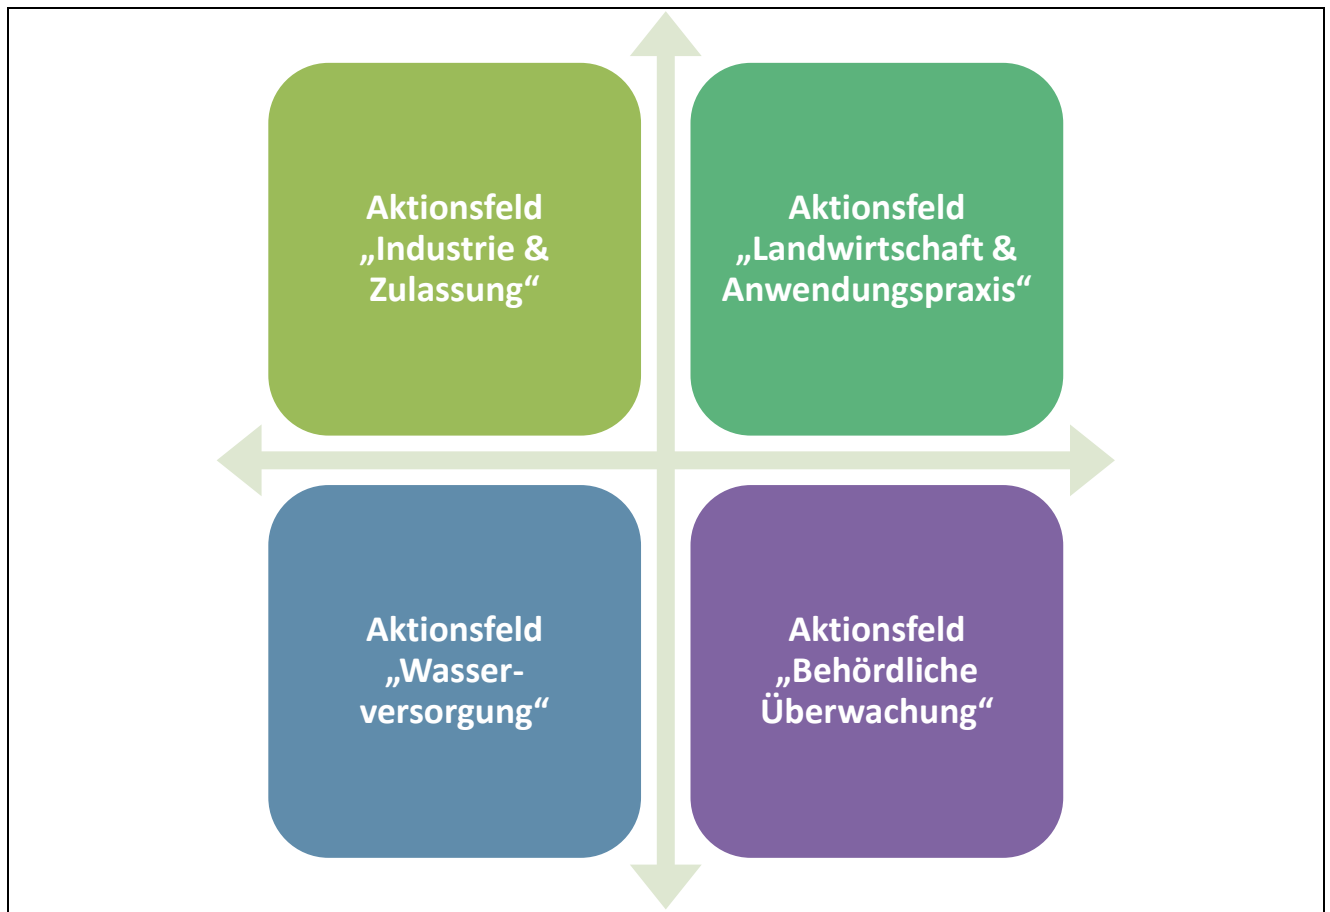 Aktionsfeld
„Industrie &
Zulassung“
Aktionsfeld
„Landwirtschaft &
Anwendungspraxis“
Aktionsfeld
„Wasser-
versorgung“
Aktionsfeld
„Behördliche
Überwachung“